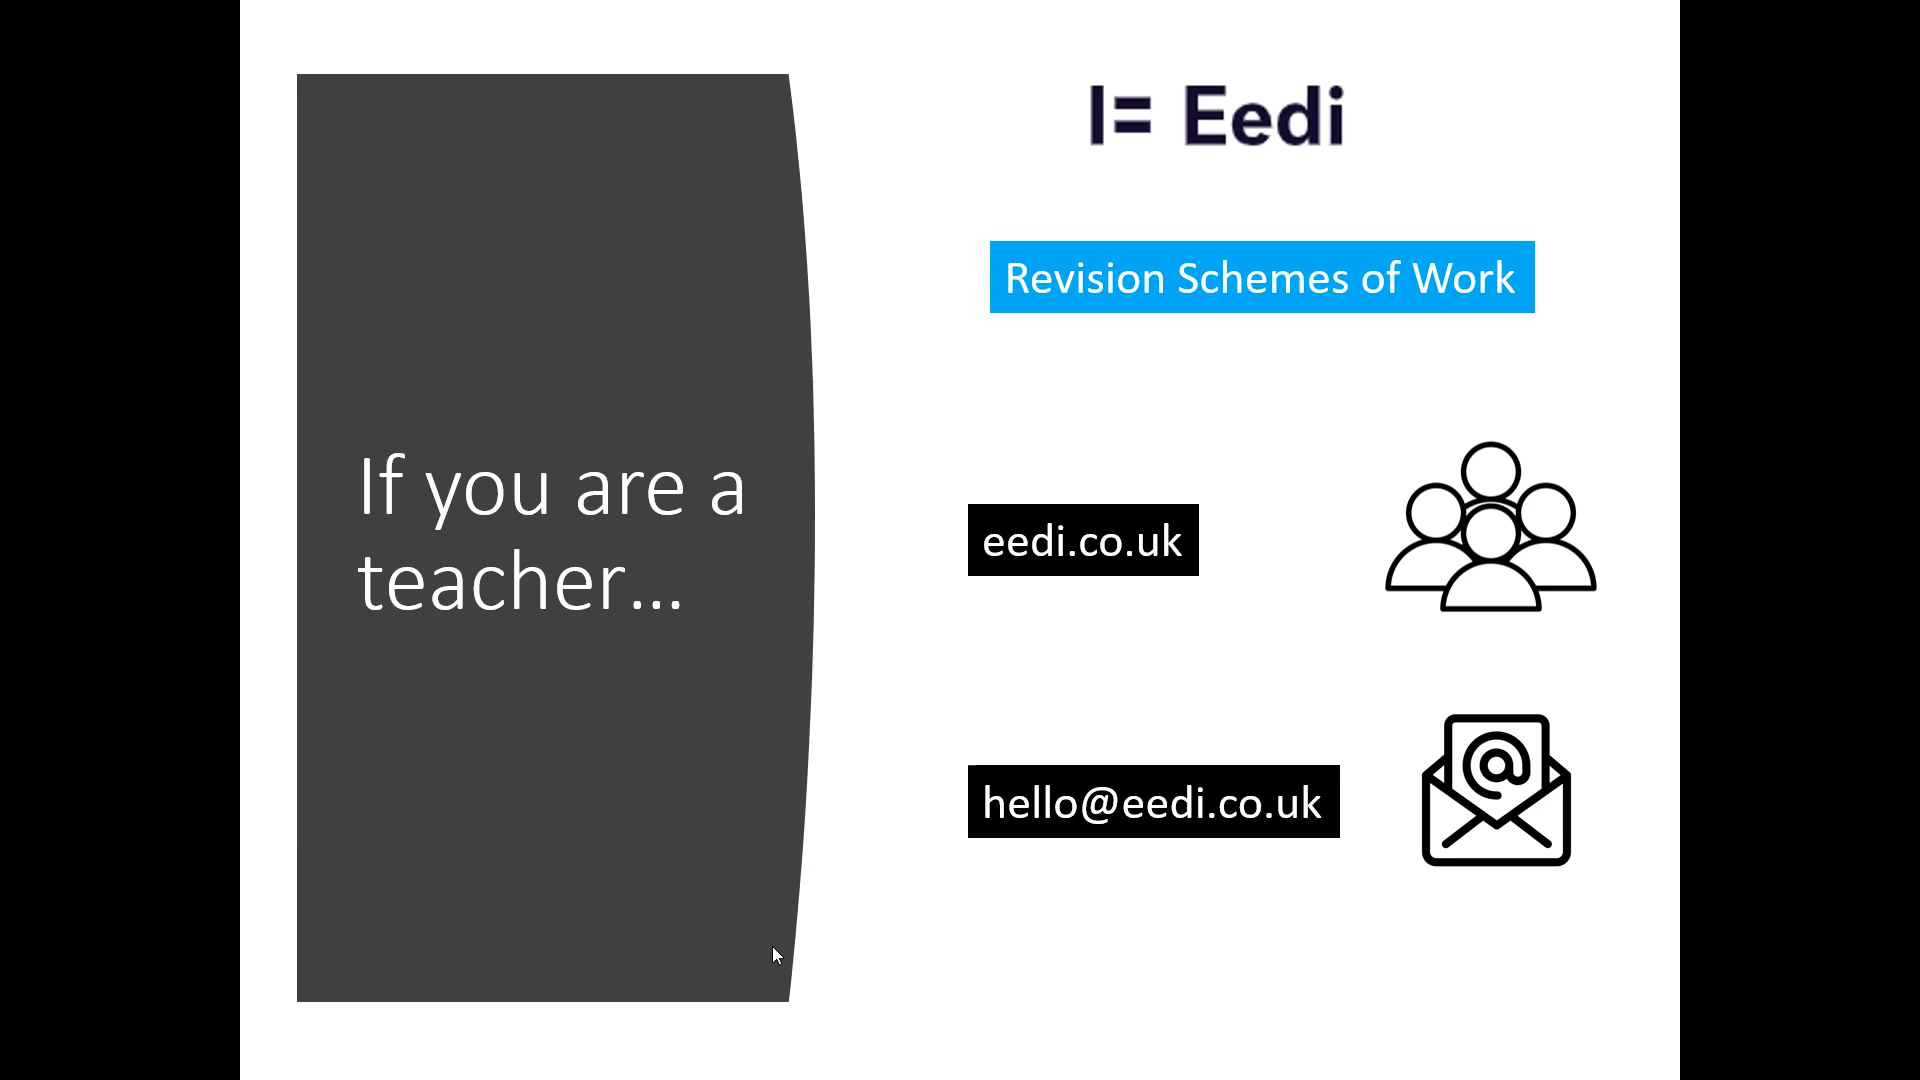 If you are a
teacher...
I= Eedi
Revision Schemes of Work
eedi.co.uk
hello@eedi.co.uk